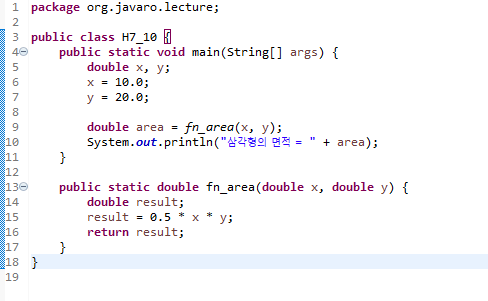 1 package org.javaro.lecture;
2
3 public class H7_10 {
4 public static void main(String[] args) {
5 double x, y;
6 x = 10.0;
7 y = 20.0;
8
9 double area = fn_area(x, y);
10 System.out.println("삼각형의 면적 = " + area);
11 }
12
13 public static double fn_area(double x, double y) {
14 double result;
15 result = 0.5 * x * y;
16 return result;
17 }
18 }
19